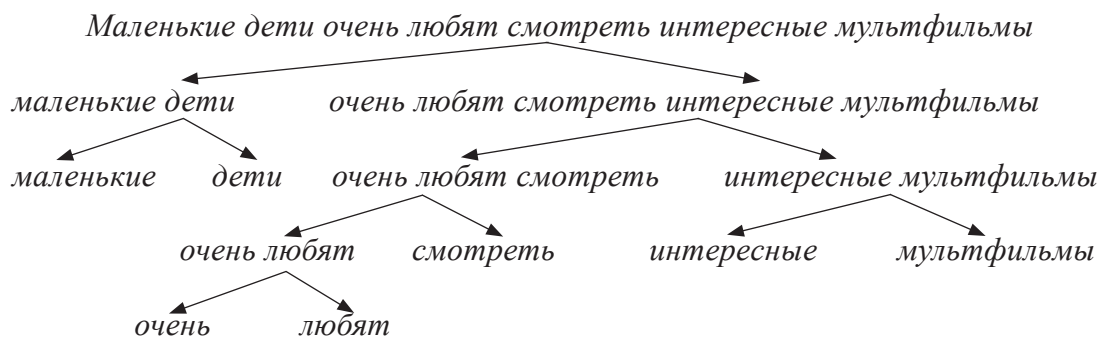 Маленькие дети очень любят смотреть интересные мультфильмы
маленькие дети очень любят смотреть интересные мультфильмы
маленькие дети очень любят смотреть интересные мультфильмы
очень любят смотреть интересные мультфильмы
очень любят